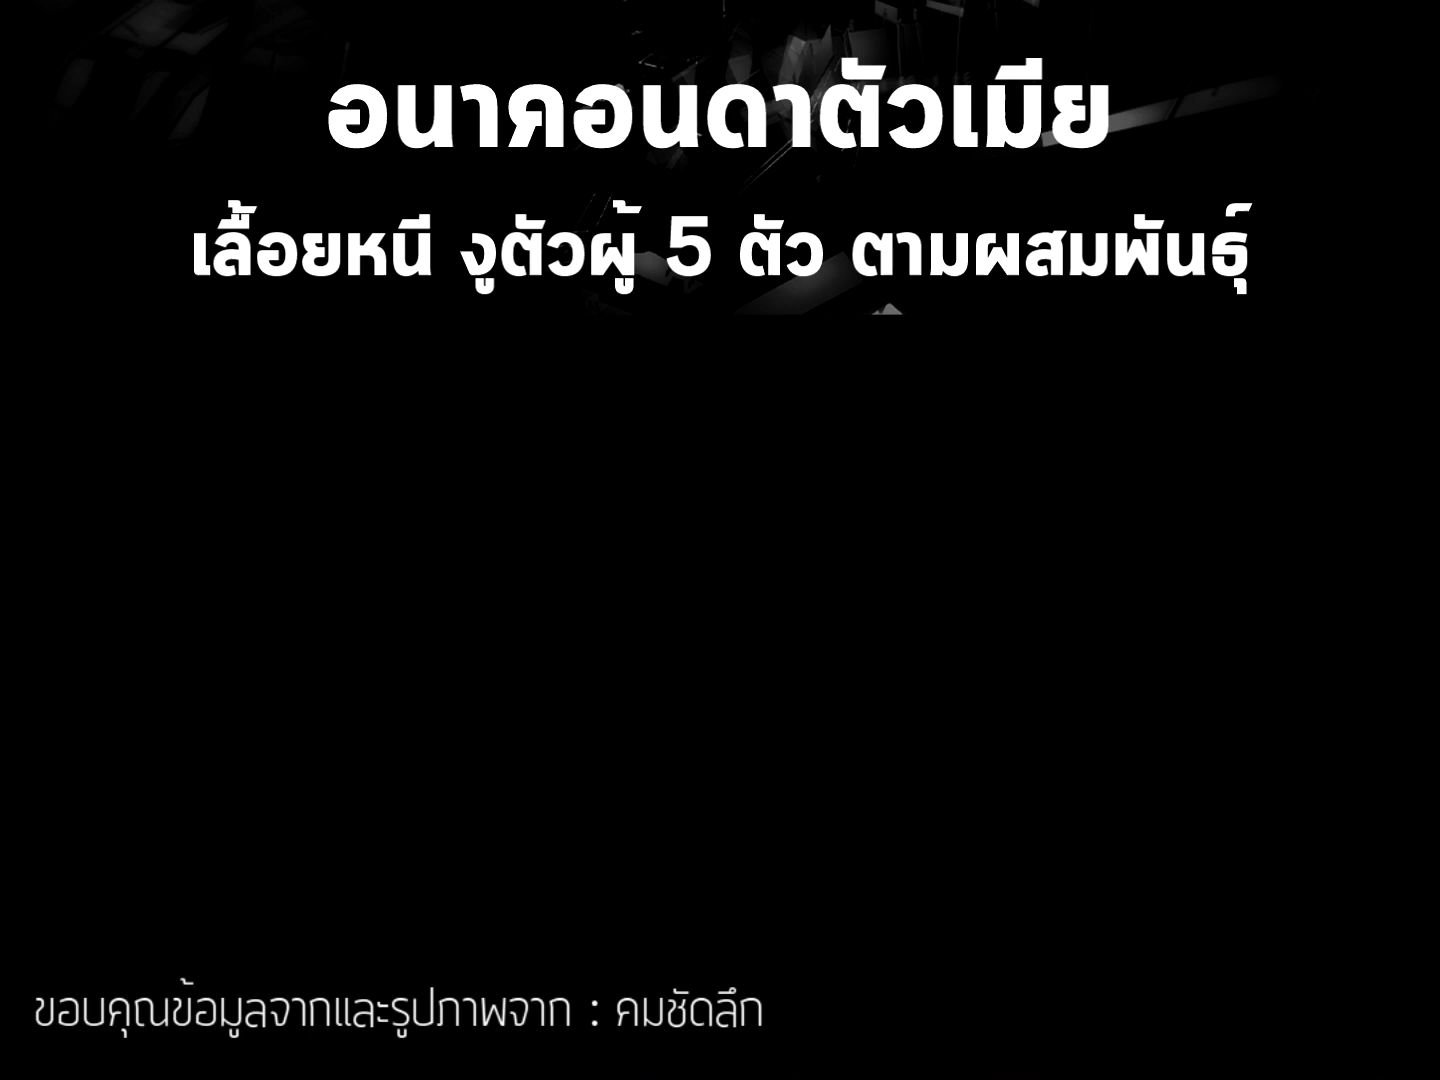 อนาคอนดาตัวเมีย
เลื้อยหนี งูตัวผู้ 5 ตัว ตามผสมพันธุ์
ขอบคุณข้อมูลจากและรูปภาพจาก : คมชัดลึก